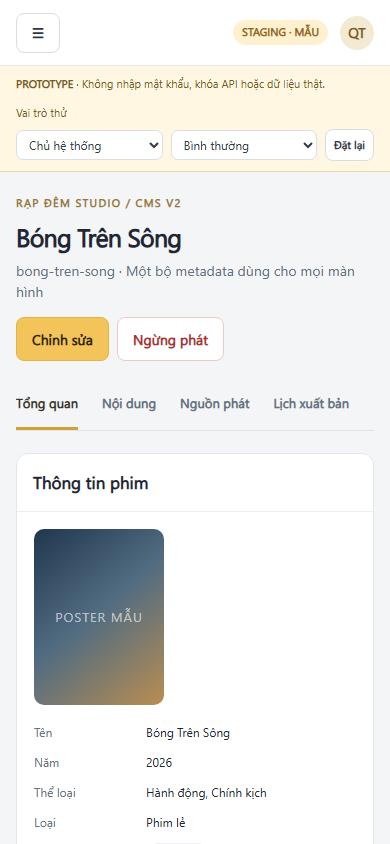 ☰
STAGING · MẪU
QT
PROTOTYPE · Không nhập mật khẩu, khóa API hoặc dữ liệu thật.
Vai trò thử
Chủ hệ thống
Bình thường
Đặt lại
RẠP ĐÊM STUDIO / CMS V2
Bóng Trên Sông
bong-tren-song · Một bộ metadata dùng cho mọi màn
hình
Chỉnh sửa
Ngừng phát
Tổng quan
Nội dung
Nguồn phát
Lịch xuất bản
Thông tin phim
POSTER MẪU
Tên
Bóng Trên Sông
Năm
2026
Thể loại
Hành động, Chính kịch
Loại
Phim lẻ